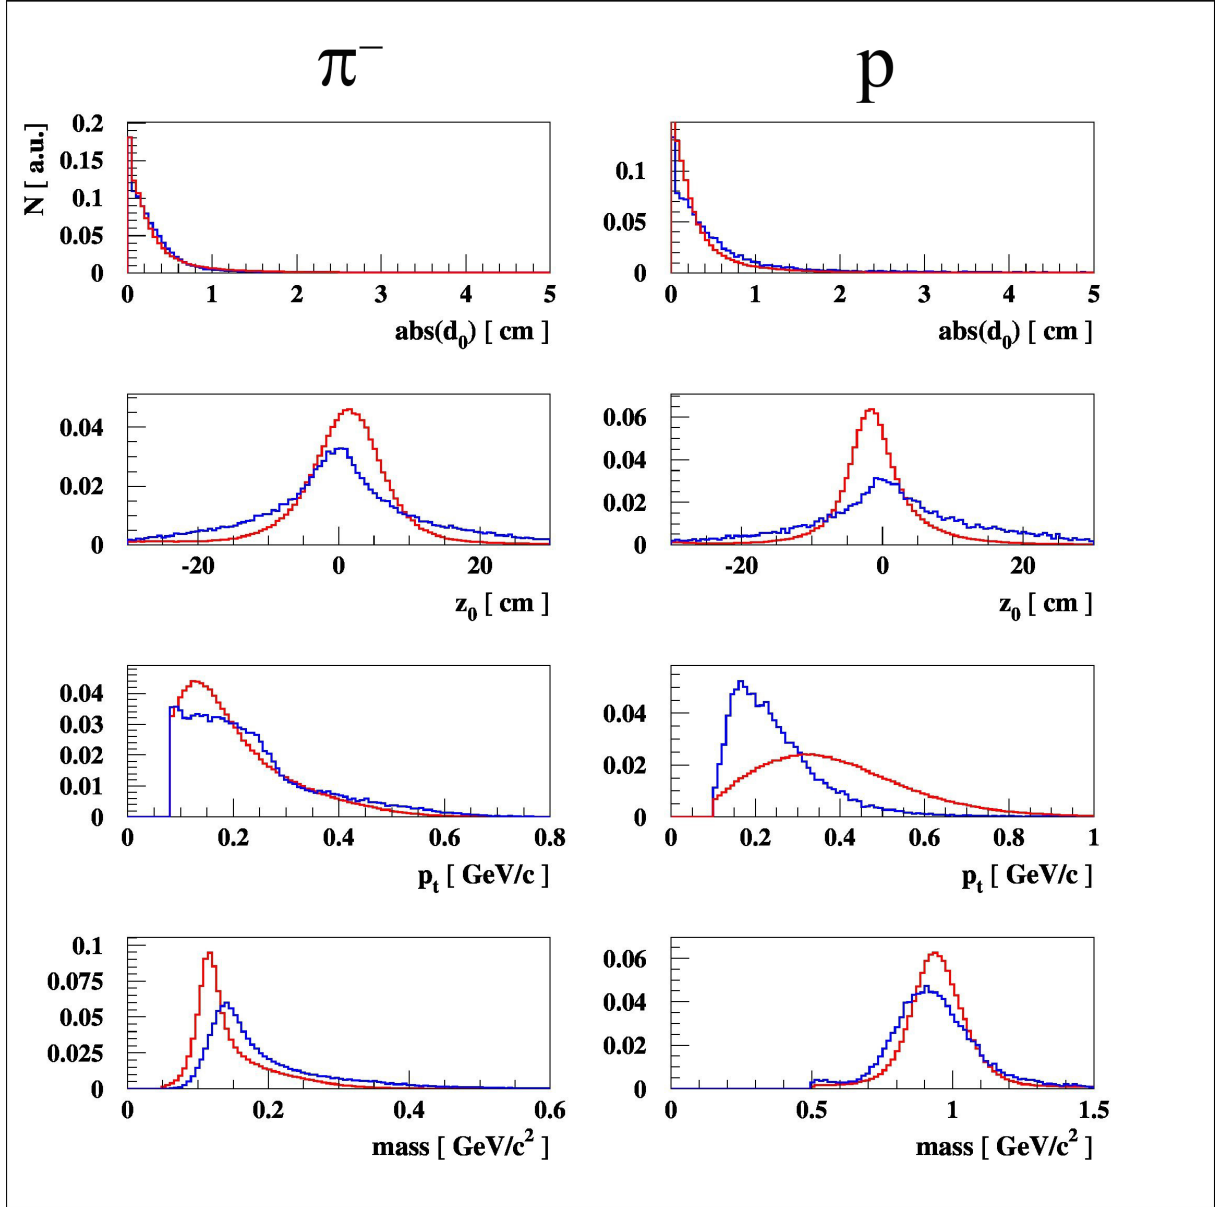 π⁻ p
N [ a.u.]
0.2
0.15
0.1
0.05
0
0 1 2 3 4 5
abs(d₀) [ cm ]
0.1
0.05
0
0 1 2 3 4 5
abs(d₀) [ cm ]
0.04
0.02
0
-20 0 20
z₀ [ cm ]
0.06
0.04
0.02
0
-20 0 20
z₀ [ cm ]
0.04
0.03
0.02
0.01
0
0 0.2 0.4 0.6 0.8
pₜ [ GeV/c ]
0.04
0.02
0
0 0.2 0.4 0.6 0.8 1
pₜ [ GeV/c ]
0.1
0.075
0.05
0.025
0
0 0.2 0.4 0.6
mass [ GeV/c² ]
0.06
0.04
0.02
0
0 0.5 1 1.5
mass [ GeV/c² ]